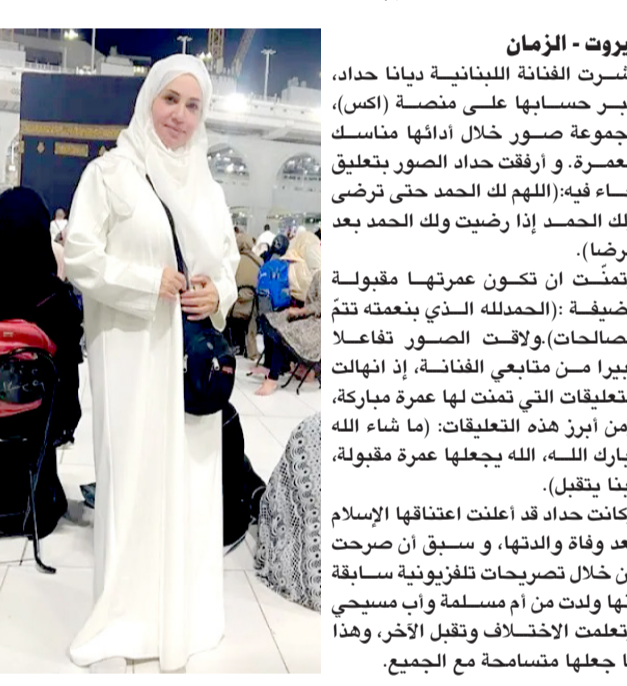 يروت - الزمان
شرت الفنانة اللبنانية ديانا حداد،
بر حسابها على منصة (اكس)،
جموعة صور خلال أدائها مناسك
عمرة. و أرفقت حداد الصور بتعليق
ـاء فيه:(اللهم لك الحمد حتى ترضى
لك الحمد إذا رضيت ولك الحمد بعد
رضا).
تمنّت ان تكون عمرتها مقبولة
ضيفة :(الحمدلله الذي بنعمته تتمّ
صالحات).ولاقت الصور تفاعلا
بيرا من متابعي الفنانة، إذ انهالت
تعليقات التي تمنت لها عمرة مباركة،
من أبرز هذه التعليقات: (ما شاء الله
بارك الله، الله يجعلها عمرة مقبولة،
بنا يتقبل).
كانت حداد قد أعلنت اعتناقها الإسلام
عد وفاة والدتها، و سبق أن صرحت
ن خلال تصريحات تلفزيونية سابقة
نها ولدت من أم مسلمة وأب مسيحي
تعلمت الاختلاف وتقبل الآخر، وهذا
ا جعلها متسامحة مع الجميع.